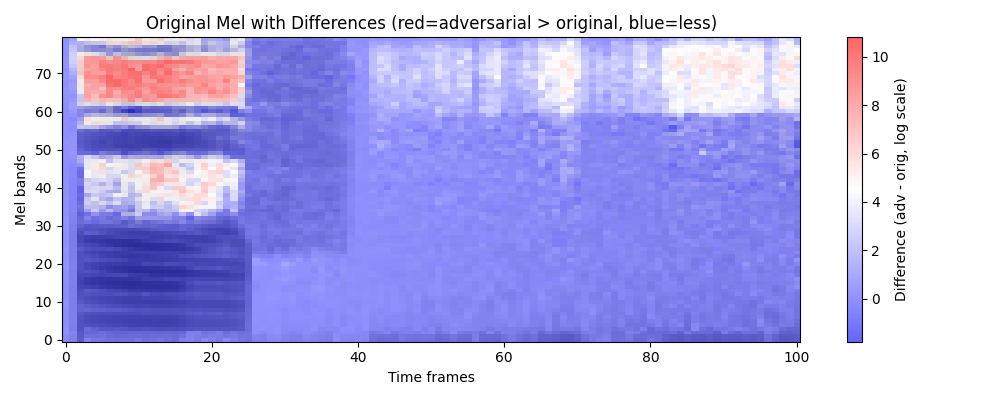 Original Mel with Differences (red=adversarial > original, blue=less)
Mel bands
70
60
50
40
30
20
10
0
0 20 40 60 80 100
Time frames
10
8
6
4
2
0
Difference (adv - orig, log scale)